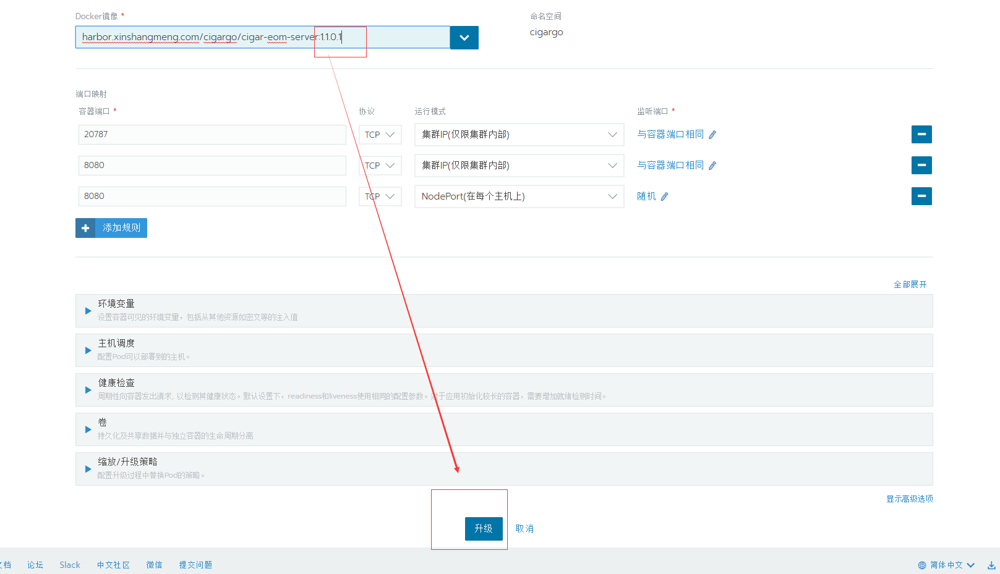 Docker镜像 *
命名空间
harbor.xinshangmeng.com/cigargo/cigar-eom-server:1.1.0.1
cigargo
端口映射
容器端口 * 协议 运行模式 监听端口 *
20787 TCP 集群IP(仅限集群内部) 与容器端口相同
8080 TCP 集群IP(仅限集群内部) 与容器端口相同
8080 TCP NodePort(在每个主机上) 随机
添加规则
全部展开
环境变量
设置容器可见的环境变量，包括从其他资源如密文等的注入值
主机调度
配置Pod可以部署到的主机。
健康检查
周期性向容器发出请求, 以检测其健康状态。默认设置下，readiness和liveness使用相同的配置参数。对于应用初始化较长的容器，需要增加就绪检测时间。
卷
持久化及共享数据并与独立容器的生命周期分离
缩放/升级策略
配置升级过程中替换Pod的策略。
显示高级选项
升级 取消
档 论坛 Slack 中文社区 微信 提交问题 简体中文